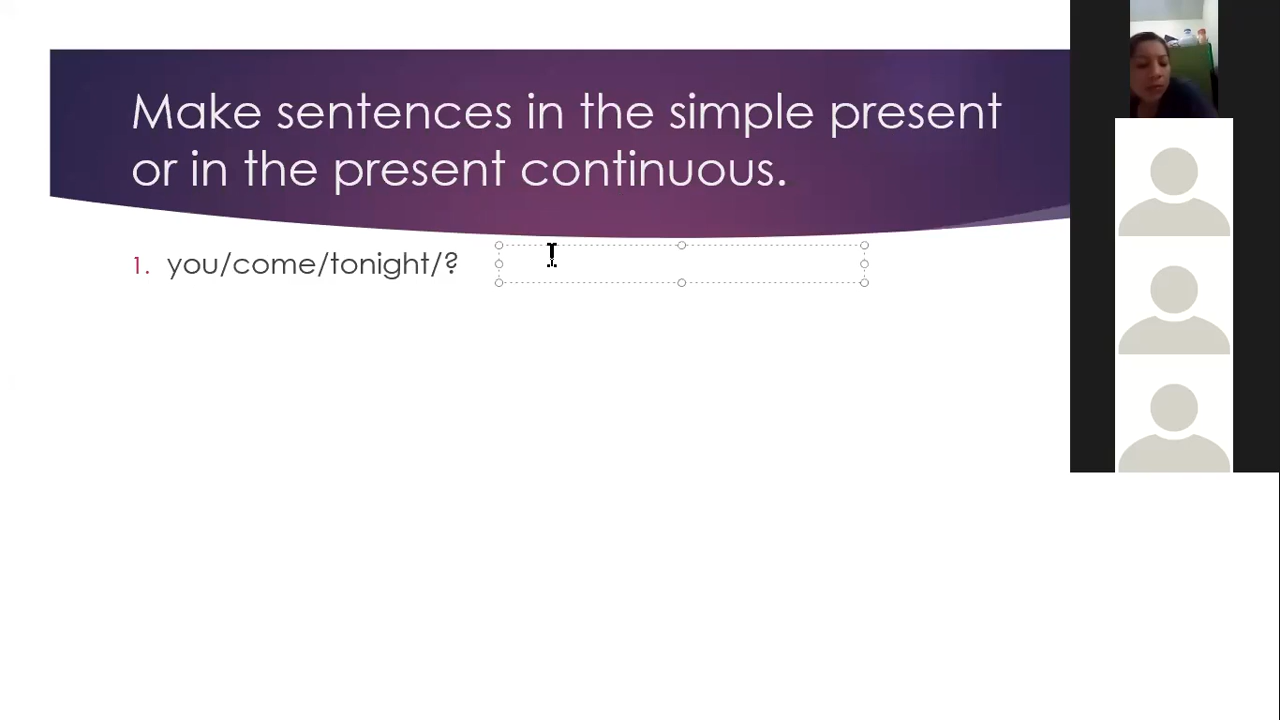 Make sentences in the simple present
or in the present continuous.
1. you/come/tonight/?